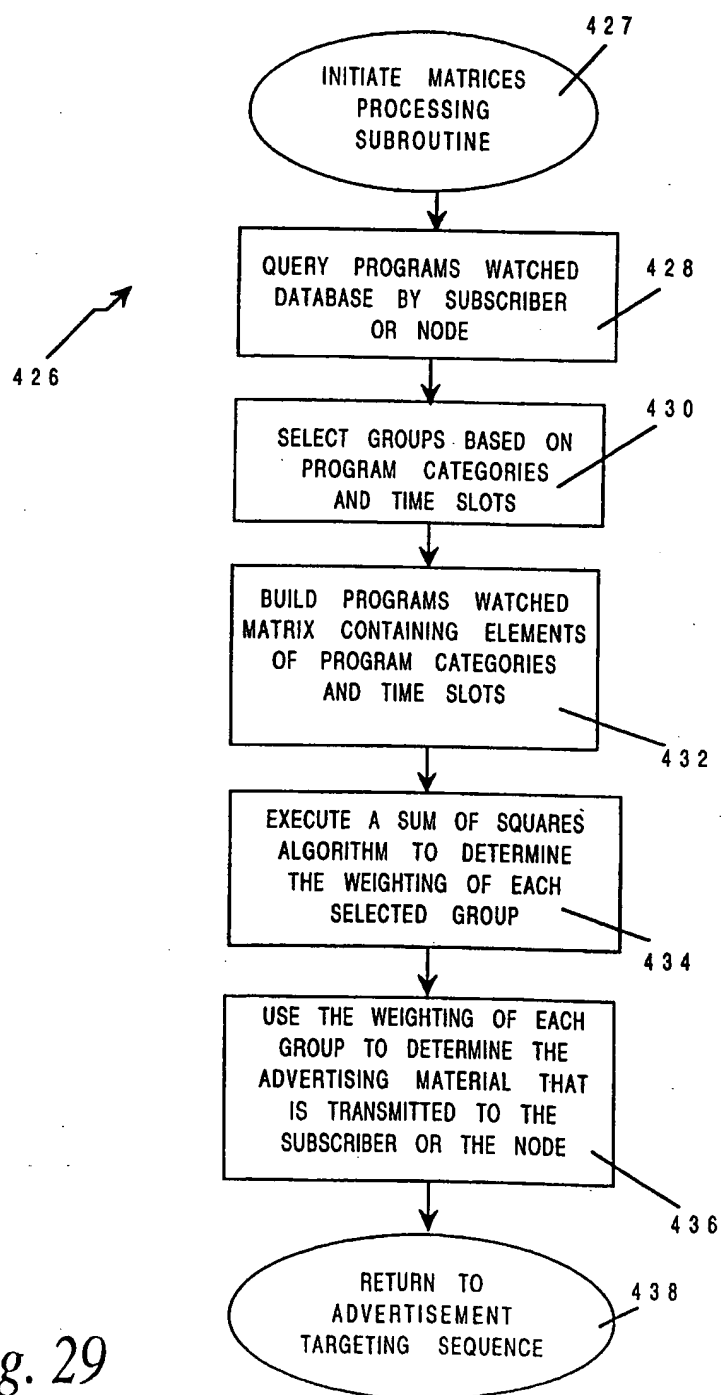 427
INITIATE MATRICES
PROCESSING
SUBROUTINE
QUERY PROGRAMS WATCHED
DATABASE BY SUBSCRIBER
OR NODE
428
426
SELECT GROUPS BASED ON
PROGRAM CATEGORIES
AND TIME SLOTS
430
BUILD PROGRAMS WATCHED
MATRIX CONTAINING ELEMENTS
OF PROGRAM CATEGORIES
AND TIME SLOTS
432
EXECUTE A SUM OF SQUARES
ALGORITHM TO DETERMINE
THE WEIGHTING OF EACH
SELECTED GROUP
434
USE THE WEIGHTING OF EACH
GROUP TO DETERMINE THE
ADVERTISING MATERIAL THAT
IS TRANSMITTED TO THE
SUBSCRIBER OR THE NODE
436
RETURN TO
ADVERTISEMENT
TARGETING SEQUENCE
438
g. 29